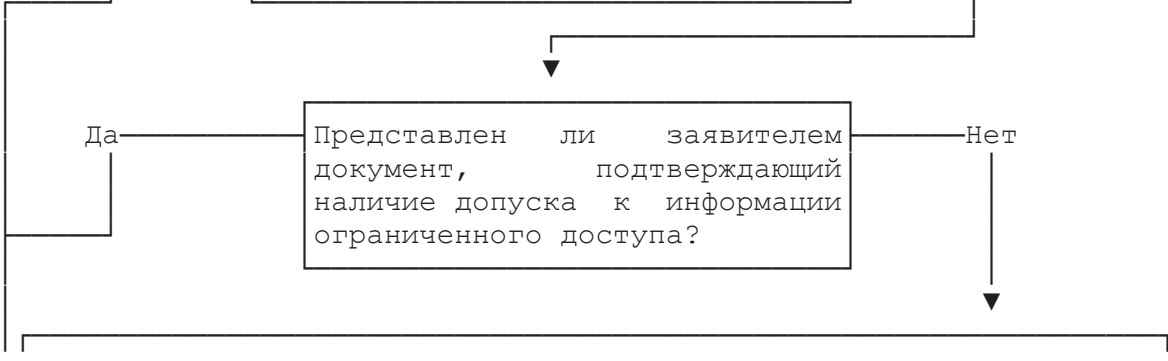 Да Представлен ли заявителем Нет
документ, подтверждающий
наличие допуска к информации
ограниченного доступа?